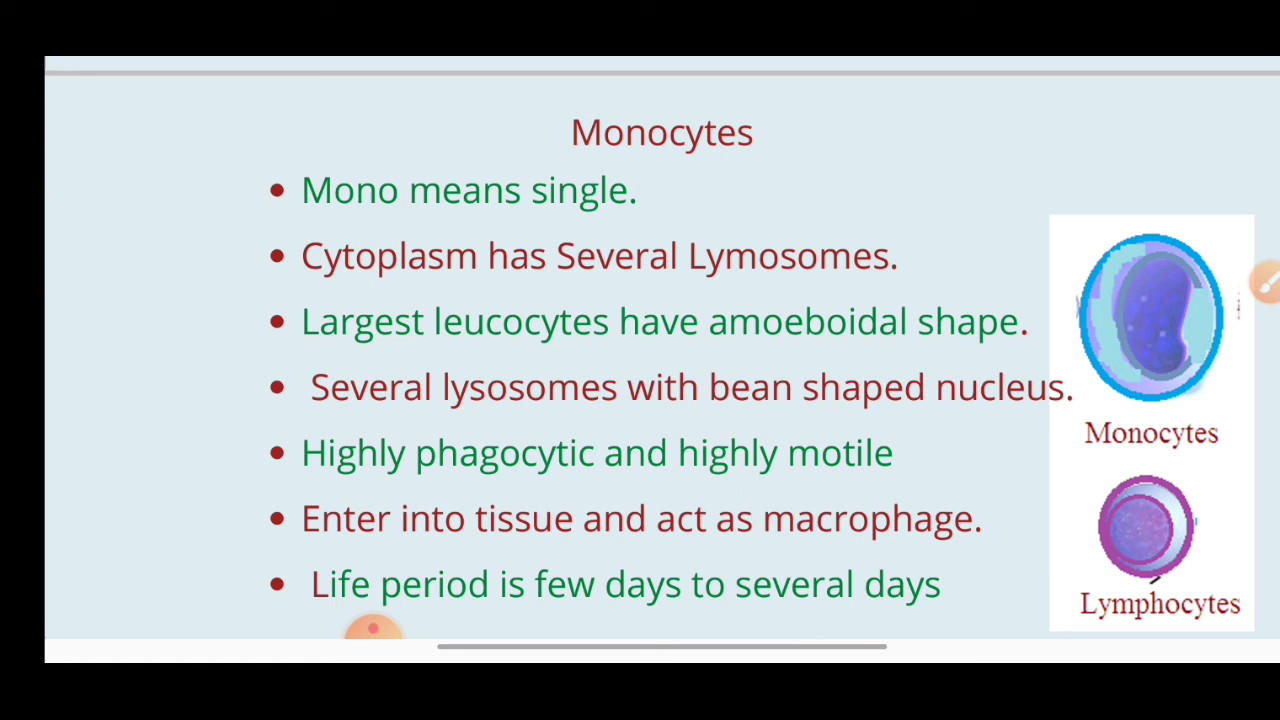 Monocytes
Mono means single.
Cytoplasm has Several Lymosomes.
Largest leucocytes have amoeboidal shape.
Several lysosomes with bean shaped nucleus.
Highly phagocytic and highly motile
Enter into tissue and act as macrophage.
Life period is few days to several days
Monocytes
Lymphocytes